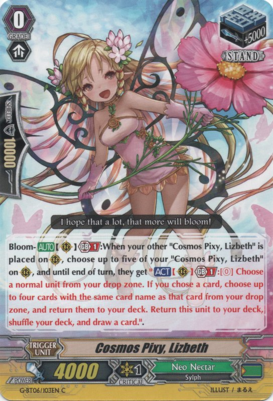 0
+5000
STAND
10000
I hope that a lot, that more will bloom!
Bloom-AUTO[ ][ 1]:When your other "Cosmos Pixy, Lizbeth" is
placed on , choose up to five of your "Cosmos Pixy, Lizbeth"
on , and until end of turn, they get "ACT[ ][ 1: ] Choose
a normal unit from your drop zone. If you chose a card, choose up
to four cards with the same card name as that card from your drop
zone, and return them to your deck. Return this unit to your deck,
shuffle your deck, and draw a card.".
TRIGGER
UNIT
Cosmos Pixy, Lizbeth
POWER
4000
1
CRITICAL
Neo Nectar
Sylph
G-BT06/103EN C
ILLUST